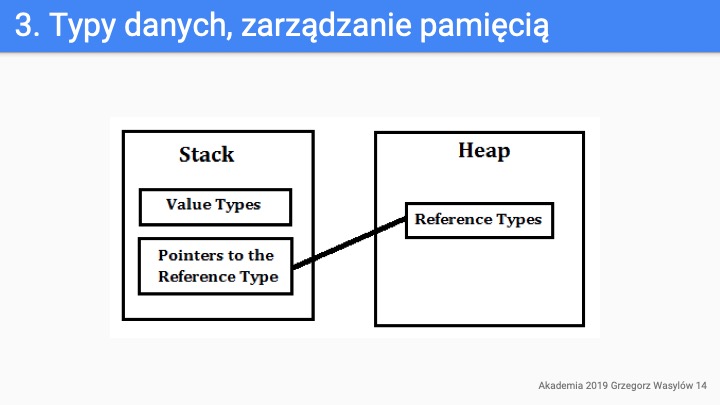 3. Typy danych, zarządzanie pamięcią
Stack
Value Types
Pointers to the
Reference Type
Heap
Reference Types
Akademia 2019 Grzegorz Wasylów 14